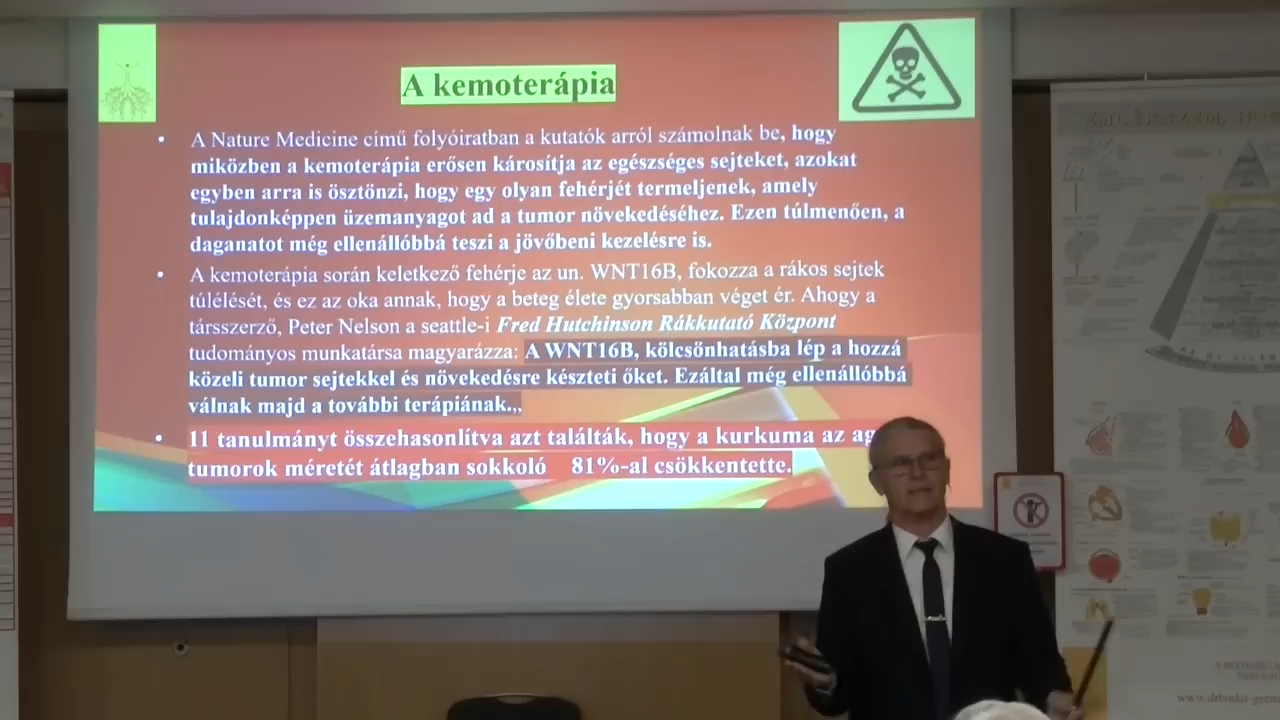 A kemoterápia
• A Nature Medicine című folyóiratban a kutatók arról számolnak be, hogy
miközben a kemoterápia erősen károsítja az egészséges sejteket, azokat
egyben arra is ösztönzi, hogy egy olyan fehérjét termeljenek, amely
tulajdonképpen üzemanyagot ad a tumor növekedéséhez. Ezen túlmenően, a
daganatot még ellenállóbbá teszi a jövőbeni kezelésre is.
• A kemoterápia során keletkező fehérje az un. WNT16B, fokozza a rákos sejtek
túlélését, és ez az oka annak, hogy a beteg élete gyorsabban véget ér. Ahogy a
társszerző, Peter Nelson a seattle-i Fred Hutchinson Rákkutató Központ
tudományos munkatársa magyarázza: A WNT16B, kölcsönhatásba lép a hozzá
közeli tumor sejtekkel és növekedésre készteti őket. Ezáltal még ellenállóbbá
válnak majd a további terápiának.„
• 11 tanulmányt összehasonlítva azt találták, hogy a kurkuma az
tumorok méretét átlagban sokkoló 81%-al csökkentette.